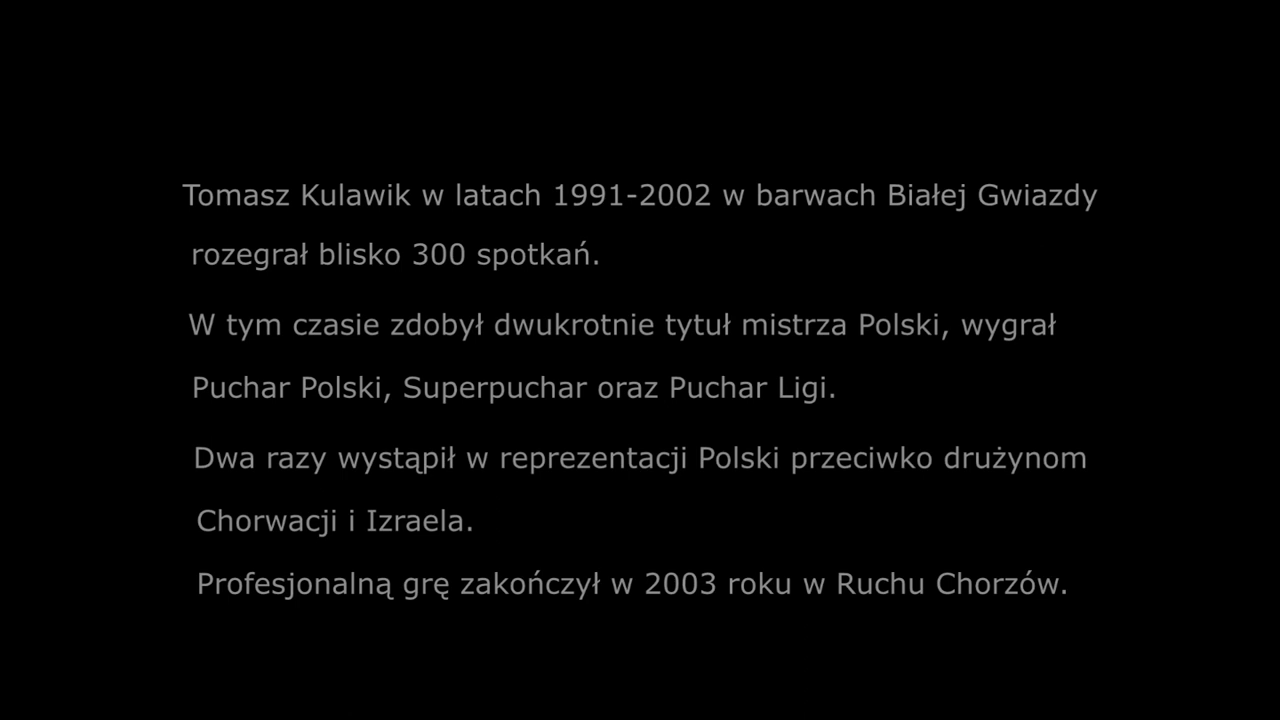 Tomasz Kulawik w latach 1991-2002 w barwach Białej Gwiazdy
rozegrał blisko 300 spotkań.
W tym czasie zdobył dwukrotnie tytuł mistrza Polski, wygrał
Puchar Polski, Superpuchar oraz Puchar Ligi.
Dwa razy wystąpił w reprezentacji Polski przeciwko drużynom
Chorwacji i Izraela.
Profesjonalną grę zakończył w 2003 roku w Ruchu Chorzów.